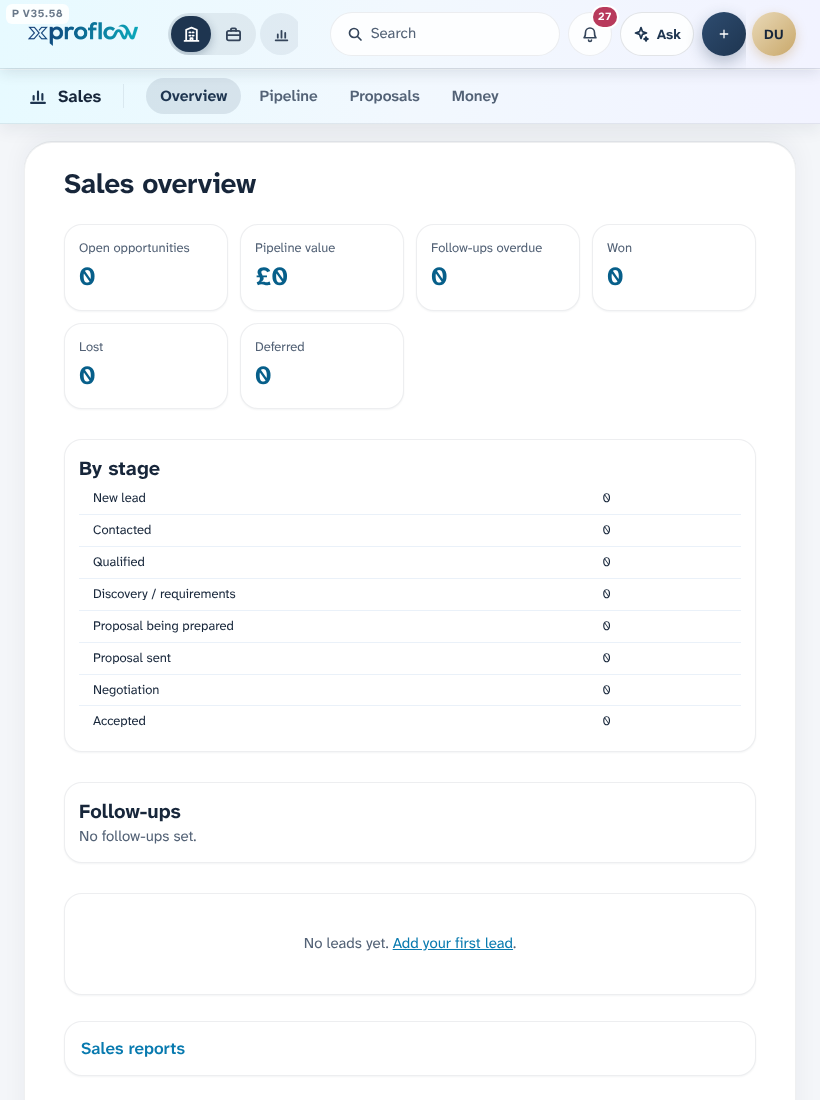 P V35.58
xproflow
Search
27
Ask
+
DU
Sales
Overview
Pipeline
Proposals
Money
Sales overview
Open opportunities
0
Pipeline value
£0
Follow-ups overdue
0
Won
0
Lost
0
Deferred
0
By stage
New lead 0
Contacted 0
Qualified 0
Discovery / requirements 0
Proposal being prepared 0
Proposal sent 0
Negotiation 0
Accepted 0
Follow-ups
No follow-ups set.
No leads yet. Add your first lead.
Sales reports